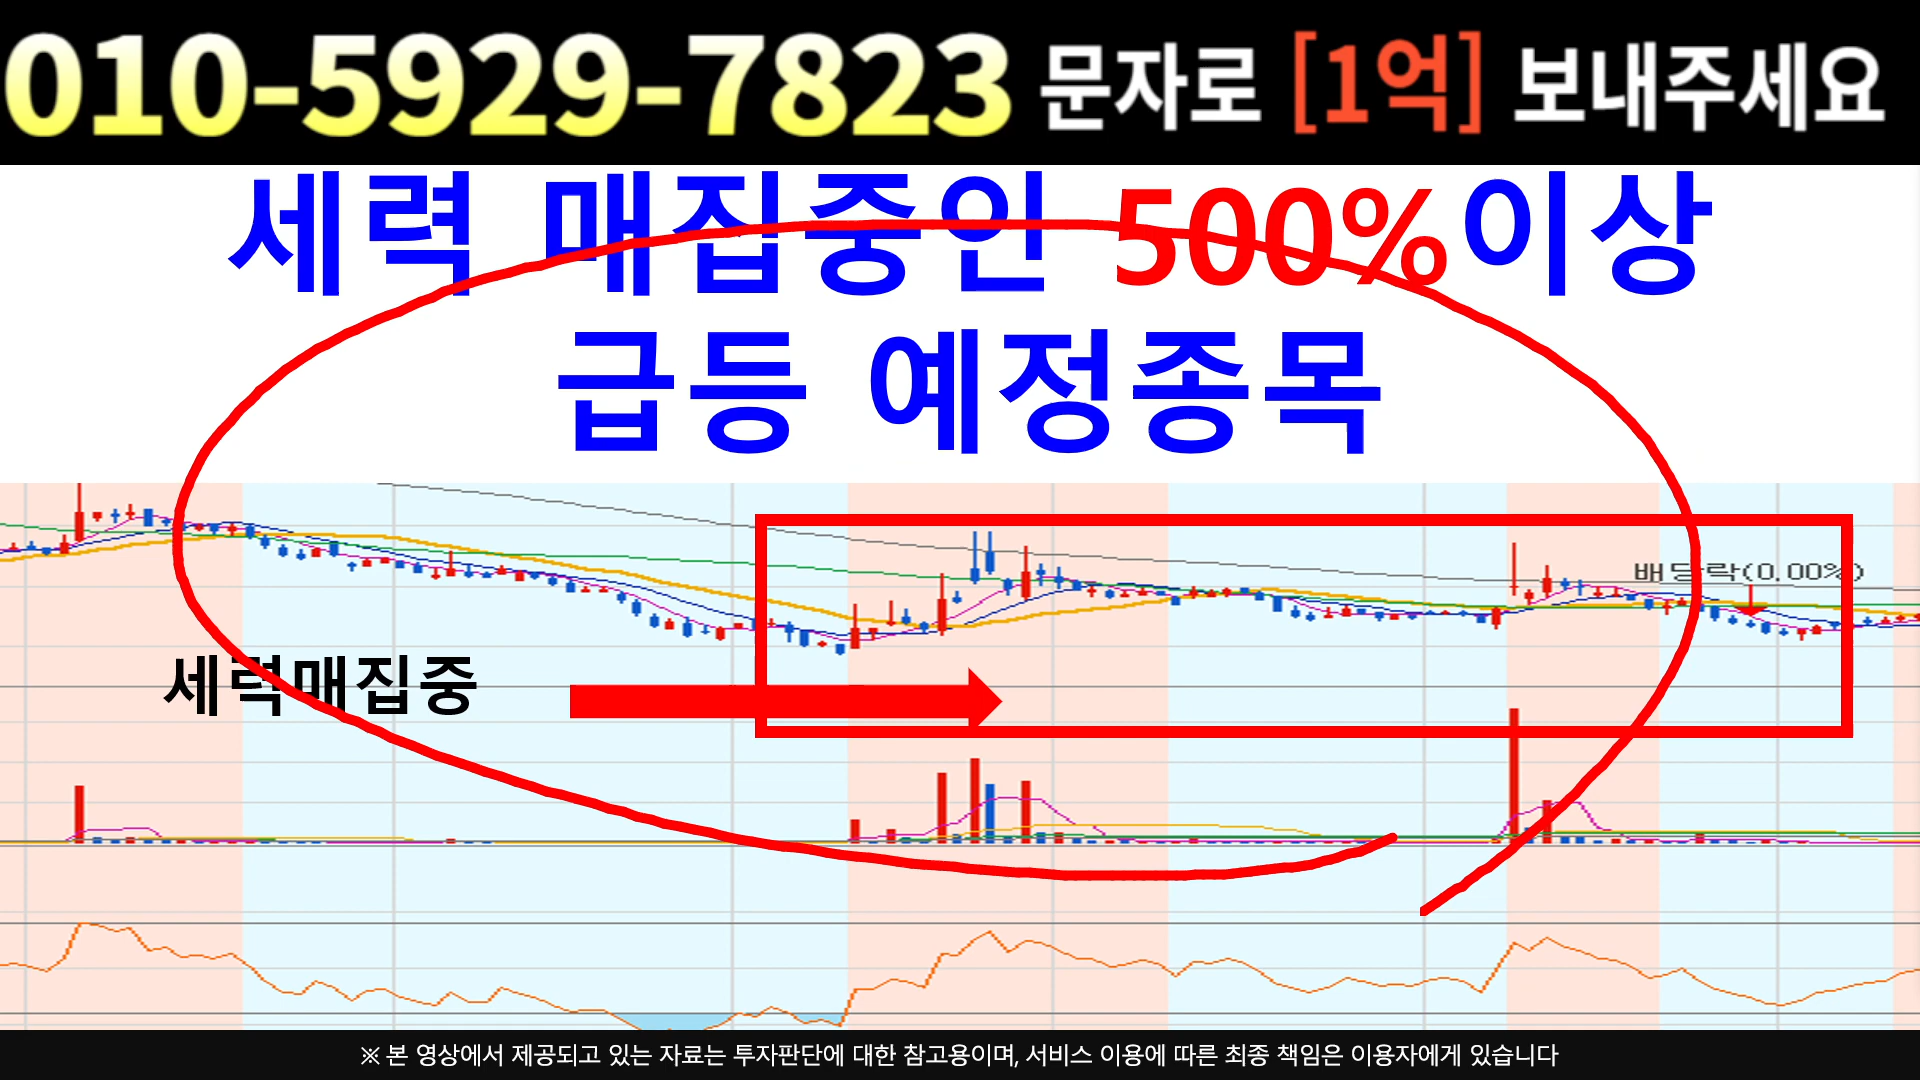 010-5929-7823 문자로 [1억] 보내주세요
세력 매집중인 500%이상
급등 예정종목
배당락(0.00%)
세력매집중
※ 본 영상에서 제공되고 있는 자료는 투자판단에 대한 참고용이며, 서비스 이용에 따른 최종 책임은 이용자에게 있습니다